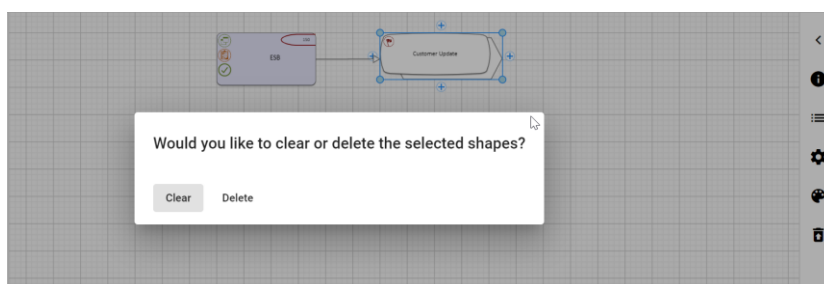 ESB
Customer Update
Would you like to clear or delete the selected shapes?
Clear
Delete